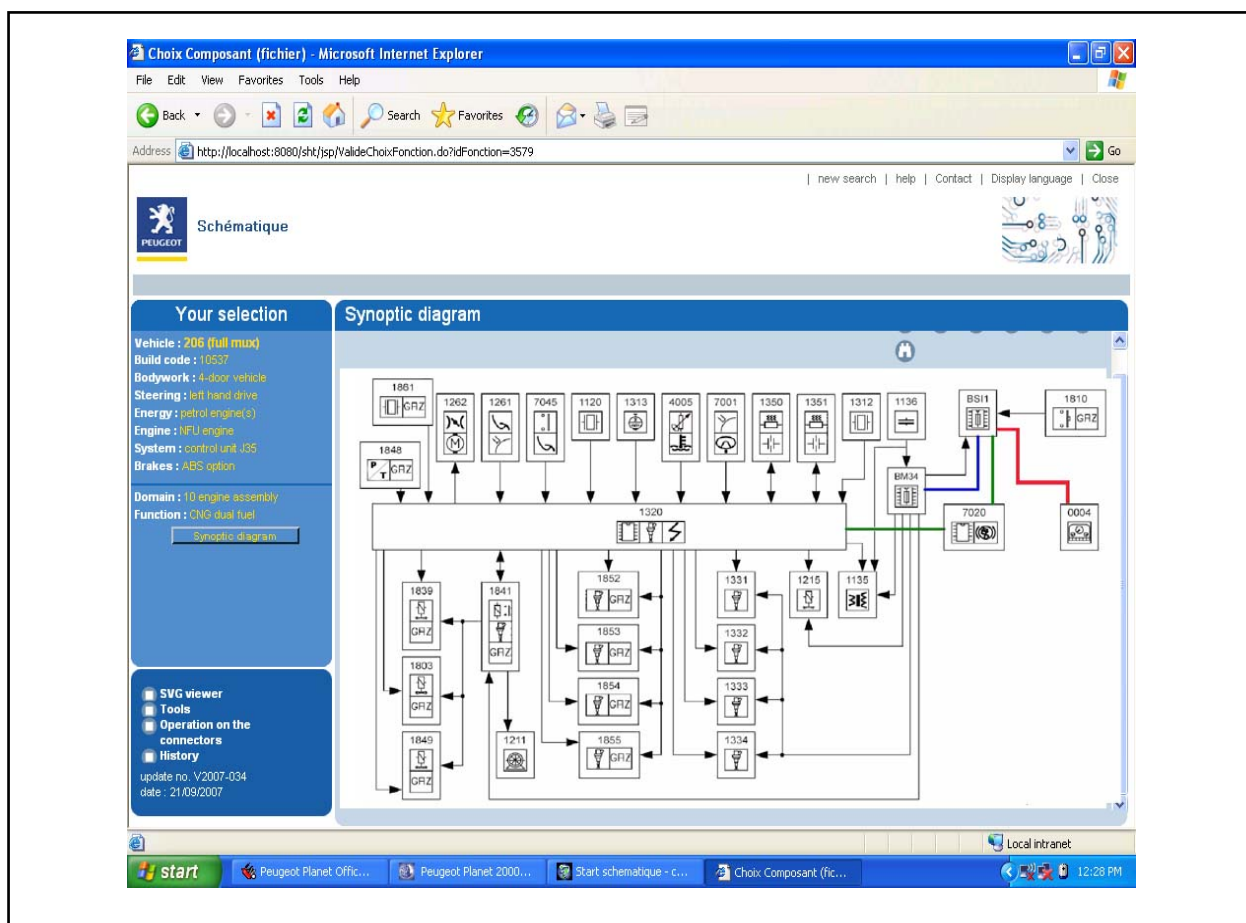 Choix Composant (fichier) - Microsoft Internet Explorer
File Edit View Favorites Tools Help
Back Search Favorites
Address http://localhost:8080/sht/jsp/ValideChoixFonction.do?idFonction=3579 Go
| new search | help | Contact | Display language | Close
PEUGEOT
Schématique
Your selection
Synoptic diagram
Vehicle : 206 (full mux)
Build code : 10537
Bodywork : 4-door vehicle
Steering : left hand drive
Energy : petrol engine(s)
Engine : NFU engine
System : control unit J35
Brakes : ABS option
Domain : 10 engine assembly
Function : CNG dual fuel
Synoptic diagram
SVG viewer
Tools
Operation on the
connectors
History
update no. V2007-034
date : 21/09/2007
1861
GRZ
1262
M
1261
7045
1120
1313
4005
7001
1350
1351
1312
1136
BSI1
1810
GRZ
1848
P
T
GRZ
BM34
1320
7020
0004
1839
GRZ
1841
GRZ
1852
GRZ
1331
1215
1135
1853
GRZ
1332
1803
GRZ
1854
GRZ
1333
1849
GRZ
1211
1855
GRZ
1334
Local intranet
start
Peugeot Planet Offic...
Peugeot Planet 2000...
Start schematique - c...
Choix Composant (fic...
12:28 PM